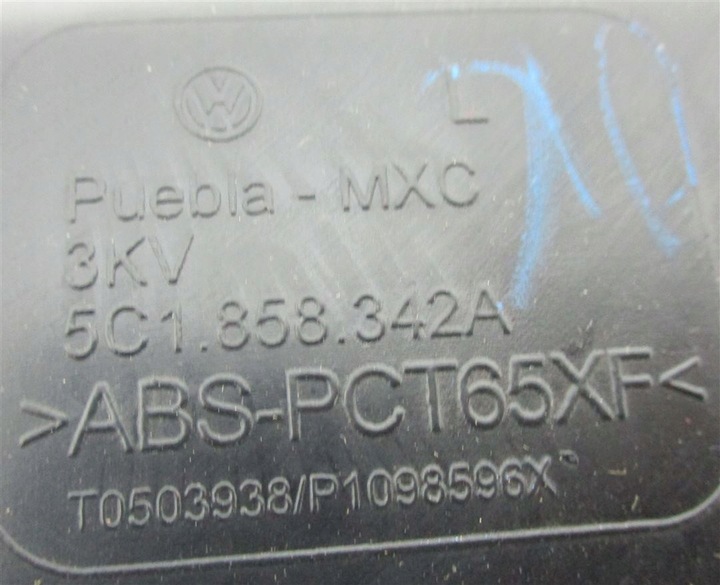 L
Puebla - MXC
3KV
5C1.858.342A
>ABS-PCT65XF<
T0503938/P1098596X